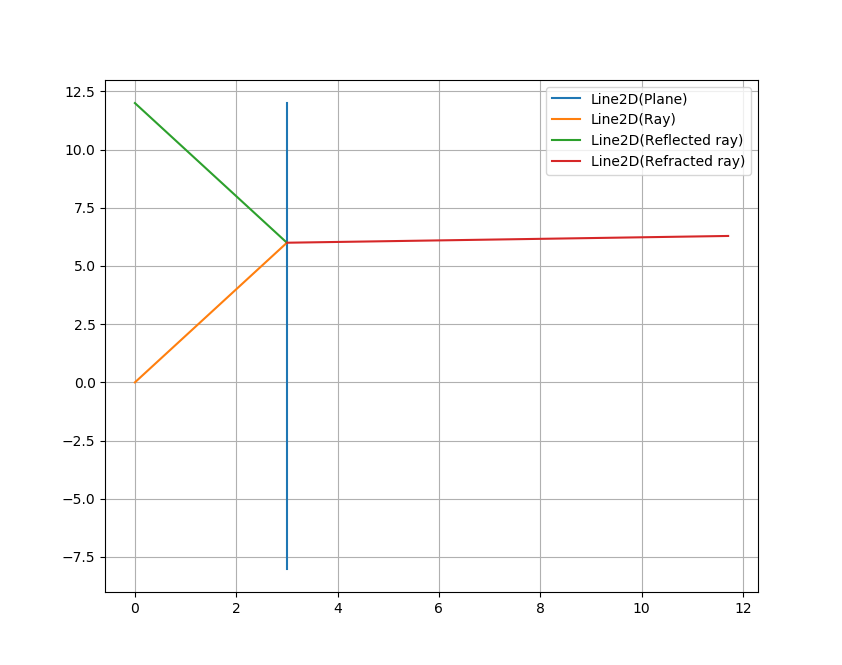 12.5
10.0
7.5
5.0
2.5
0.0
−2.5
−5.0
−7.5
0 2 4 6 8 10 12
Line2D(Plane)
Line2D(Ray)
Line2D(Reflected ray)
Line2D(Refracted ray)